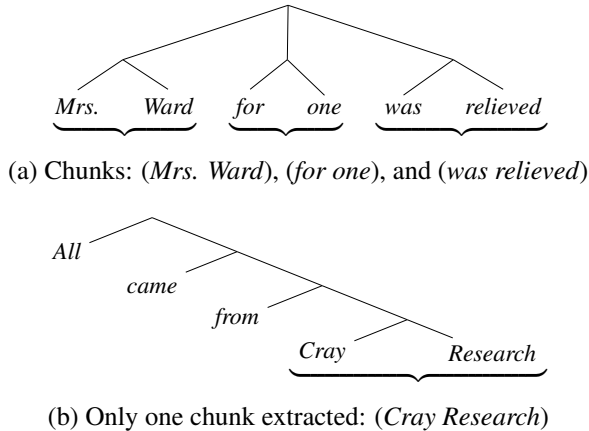 Mrs. Ward for one was relieved
(a) Chunks: (Mrs. Ward), (for one), and (was relieved)
All
came
from
Cray Research
(b) Only one chunk extracted: (Cray Research)